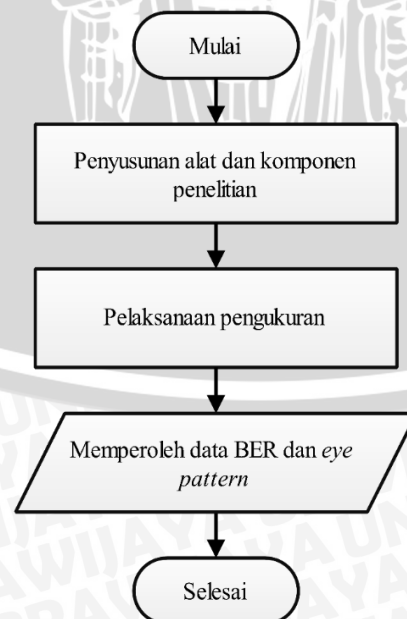 Mulai
Penyusunan alat dan komponen
penelitian
Pelaksanaan pengukuran
Memperoleh data BER dan eye
pattern
Selesai